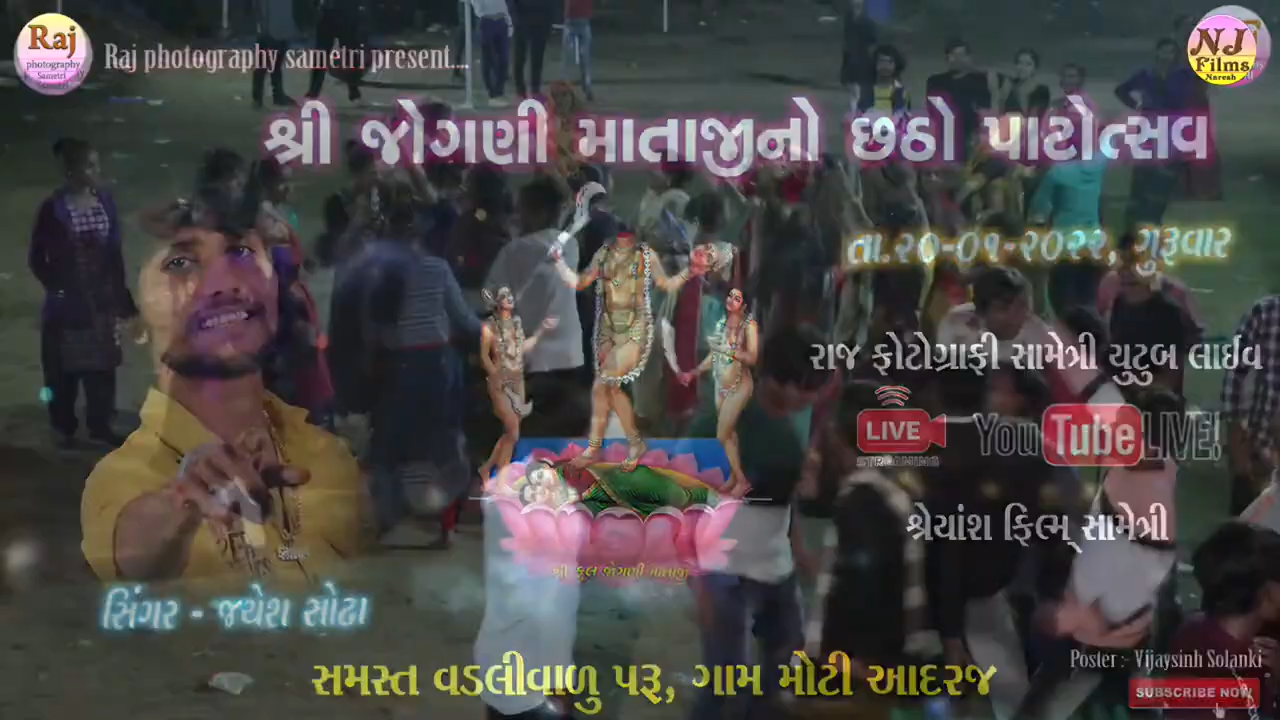 Raj
photography
Sametri
Raj photography sametri present...
NJ
Films
Naresh
શ્રી જોગણી માતાજીનો છઠો પાટોત્સવ
તા.૨૦-૦૧-૨૦૨૨, ગુરૂવાર
રાજ ફોટોગ્રાફી સામેત્રી યુટુબ લાઈવ
LIVE
STREAMING
YouTube LIVE!
શ્રેયાંશ ફિલ્મ્ સામેત્રી
શ્રી ફૂલ જોગણી માતાજી
સિંગર - જયેશ સોઢા
સમસ્ત વડલીવાળુ પરૂ, ગામ મોટી આદરજ
Poster : Vijaysinh Solanki
SUBSCRIBE NOW